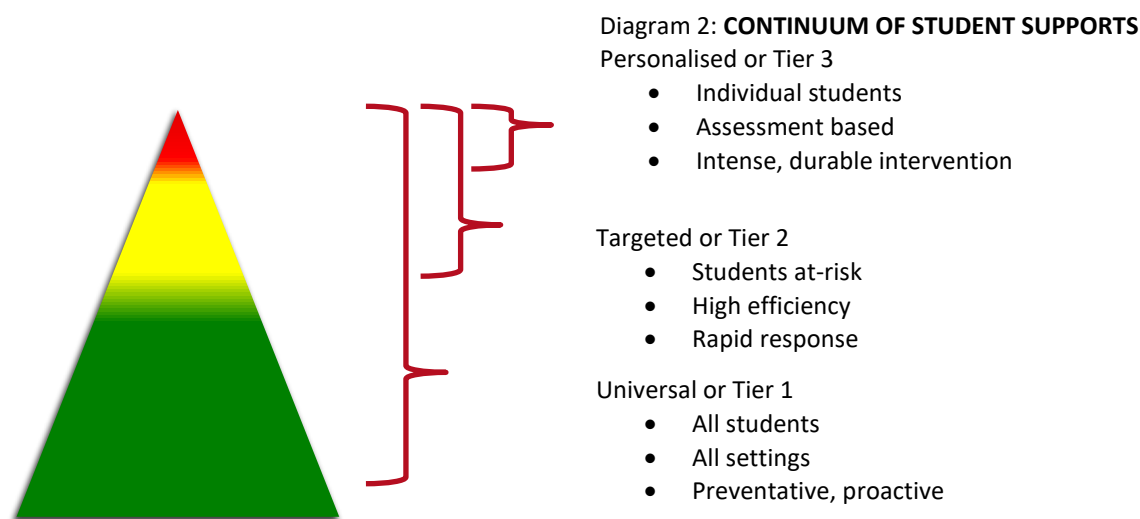 Diagram 2: CONTINUUM OF STUDENT SUPPORTS
Personalised or Tier 3
• Individual students
• Assessment based
• Intense, durable intervention
Targeted or Tier 2
• Students at-risk
• High efficiency
• Rapid response
Universal or Tier 1
• All students
• All settings
• Preventative, proactive